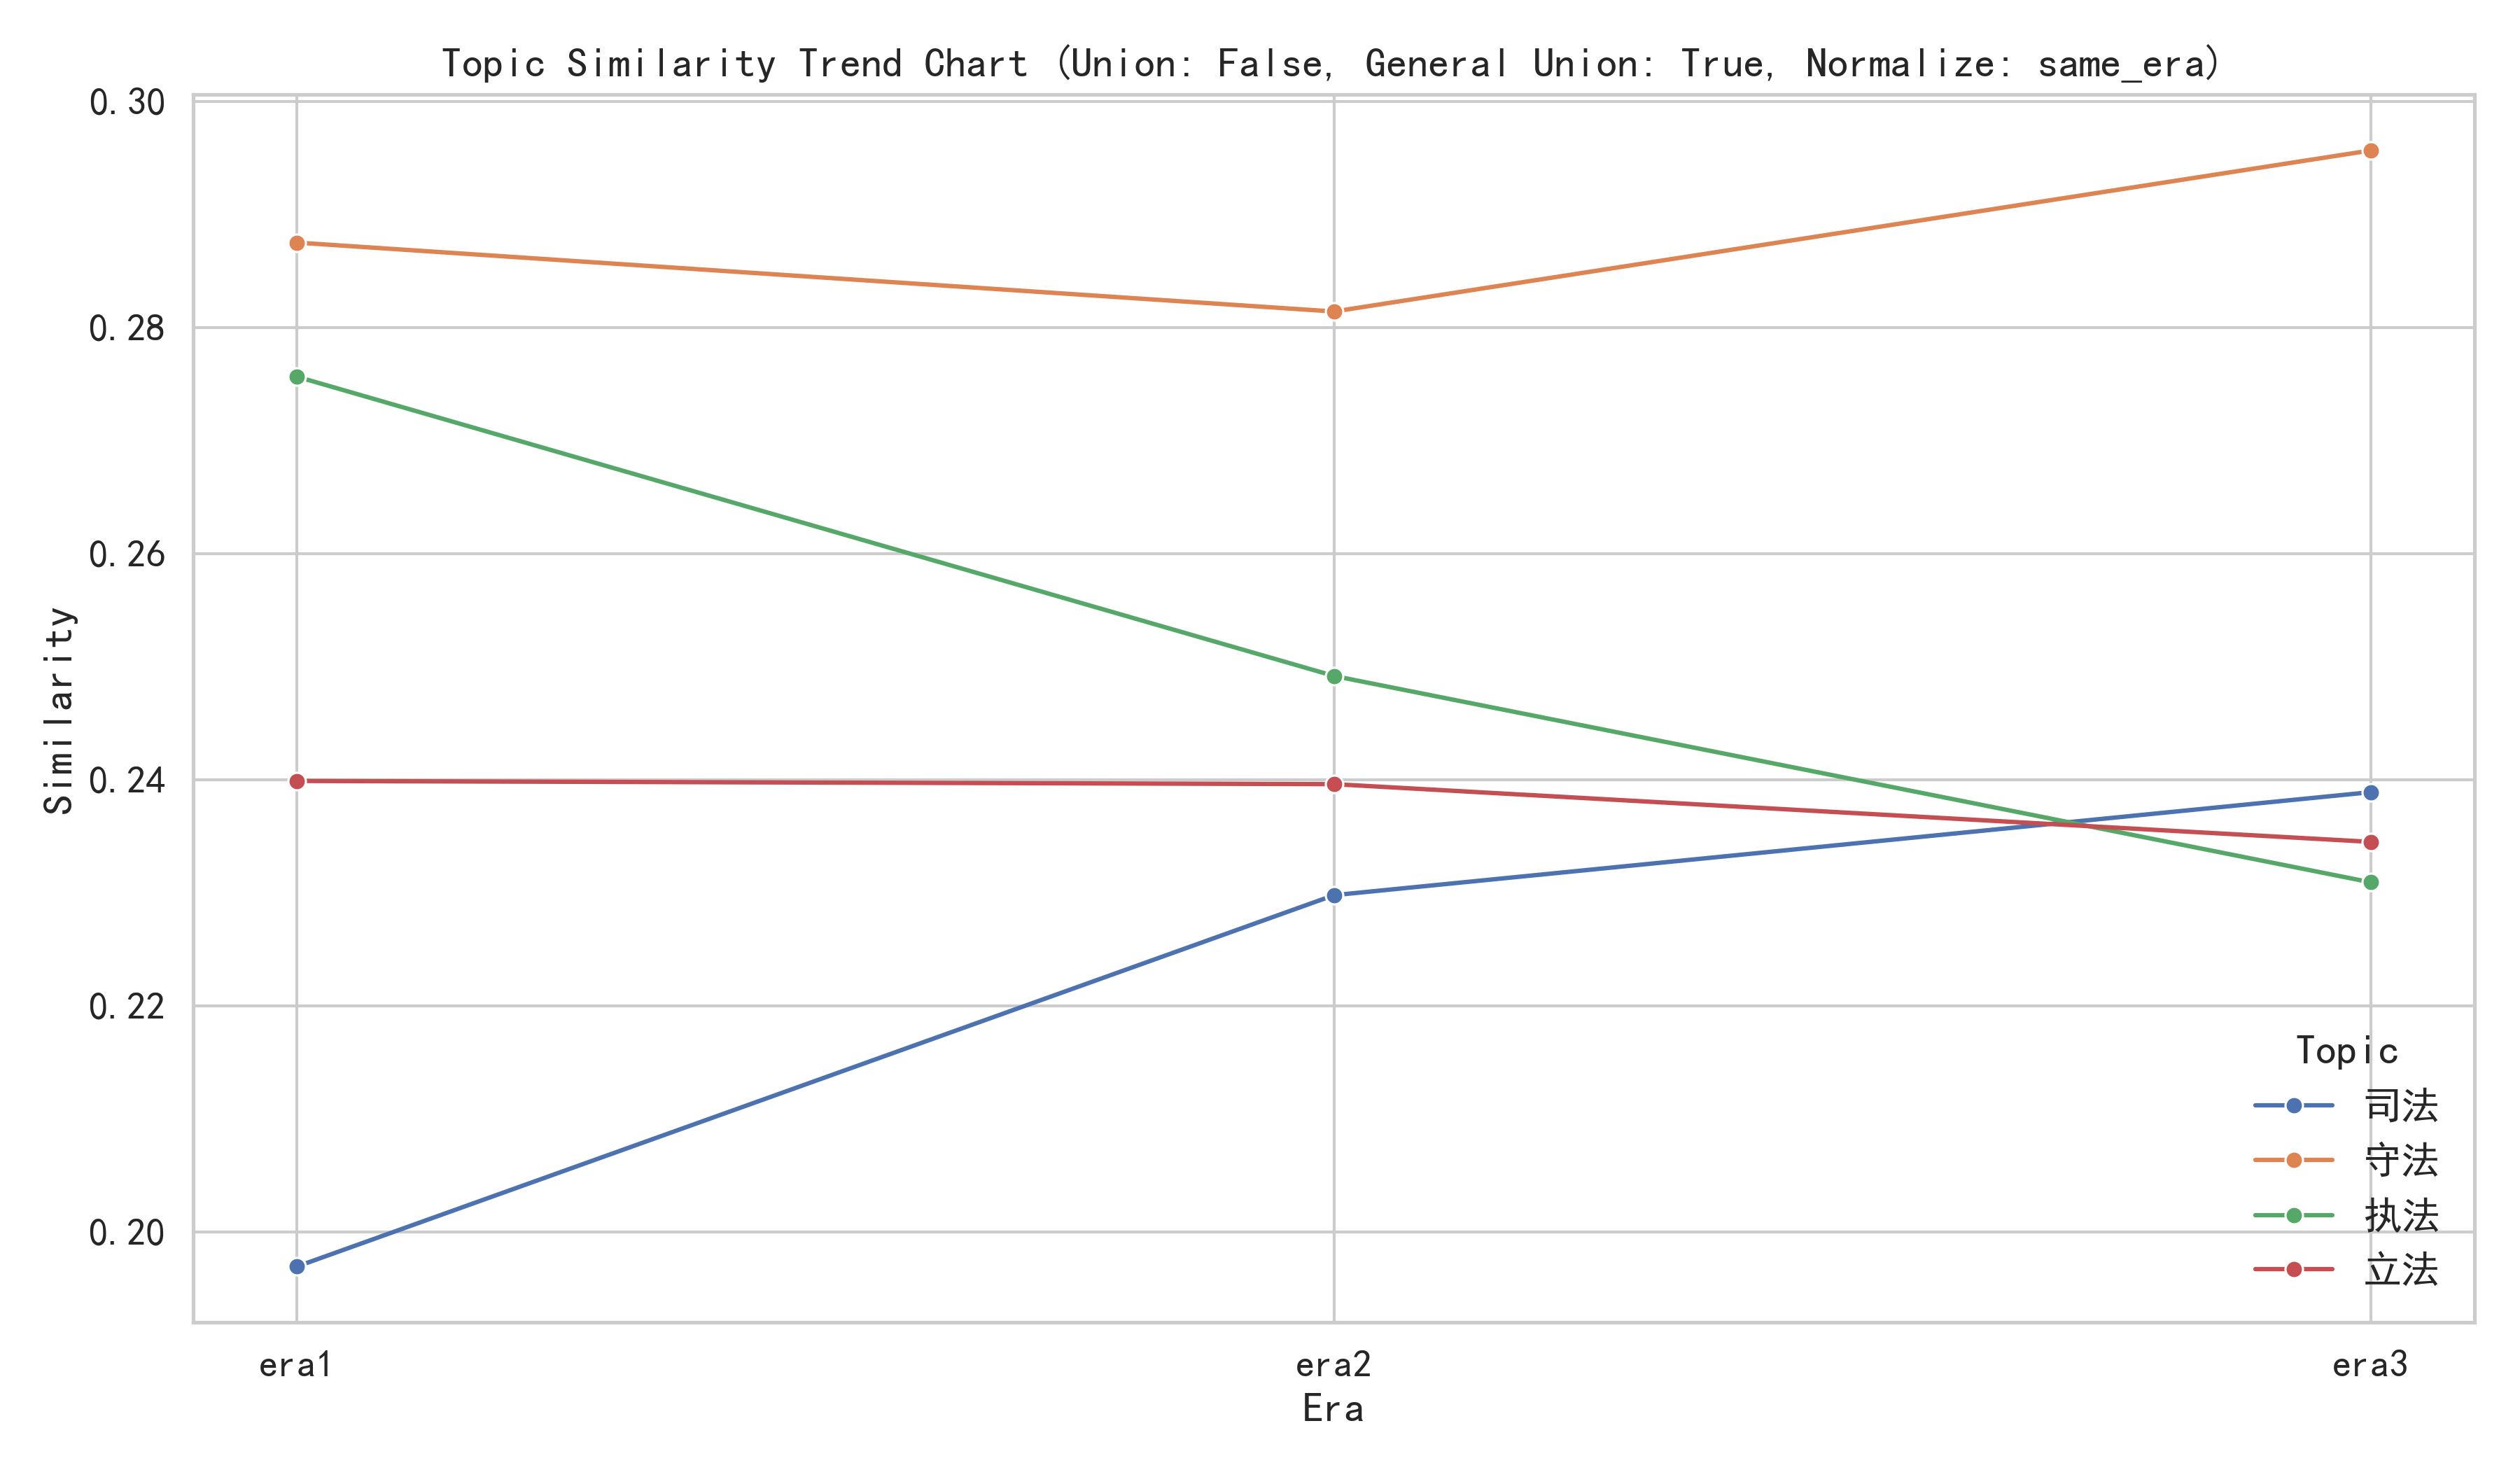 Topic Similarity Trend Chart (Union: False, General Union: True, Normalize: same_era)
0.30
0.28
0.26
0.24
0.22
0.20
Similarity
era1
era2
era3
Era
Topic
司法
守法
执法
立法